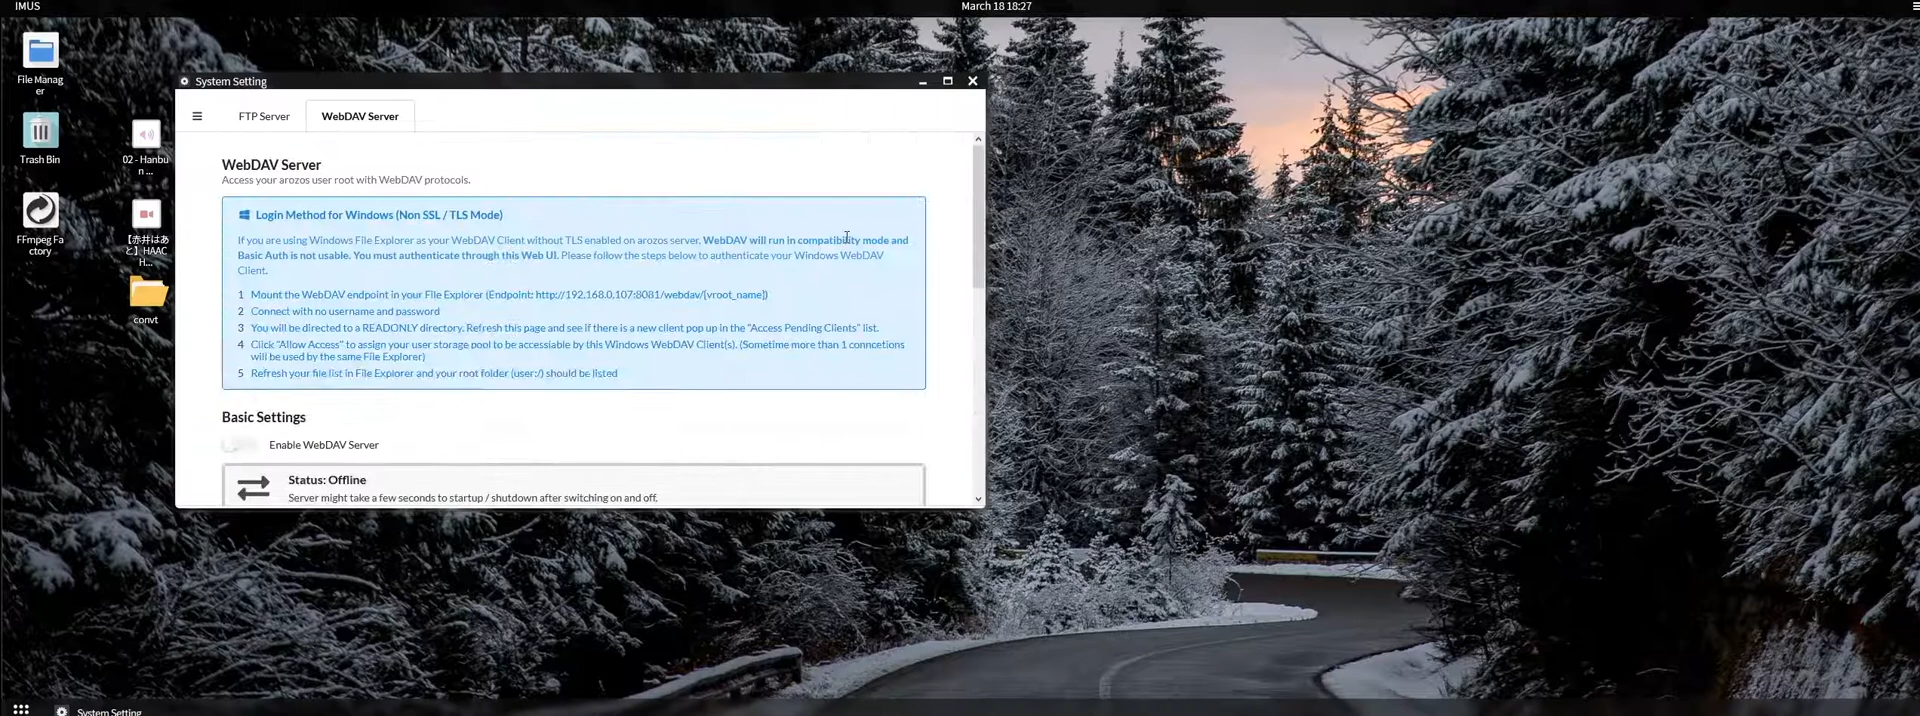 IMUS
March 18 18:27
File Manag
er
Trash Bin
FFmpeg Fa
ctory
02 - Hanbu
n ...
【赤井はあ
と】HAAC
H...
convt
System Setting
FTP Server
WebDAV Server
WebDAV Server
Access your arozos user root with WebDAV protocols.
Login Method for Windows (Non SSL / TLS Mode)
If you are using Windows File Explorer as your WebDAV Client without TLS enabled on arozos server, WebDAV will run in compatibility mode and
Basic Auth is not usable. You must authenticate through this Web UI. Please follow the steps below to authenticate your Windows WebDAV
Client.
1 Mount the WebDAV endpoint in your File Explorer (Endpoint: http://192.168.0.107:8081/webdav/{vroot_name})
2 Connect with no username and password
3 You will be directed to a READONLY directory. Refresh this page and see if there is a new client pop up in the "Access Pending Clients" list.
4 Click "Allow Access" to assign your user storage pool to be accessiable by this Windows WebDAV Client(s). (Sometime more than 1 conncetions
will be used by the same File Explorer)
5 Refresh your file list in File Explorer and your root folder (user:/) should be listed
Basic Settings
Enable WebDAV Server
Status: Offline
Server might take a few seconds to startup / shutdown after switching on and off.
System Setting